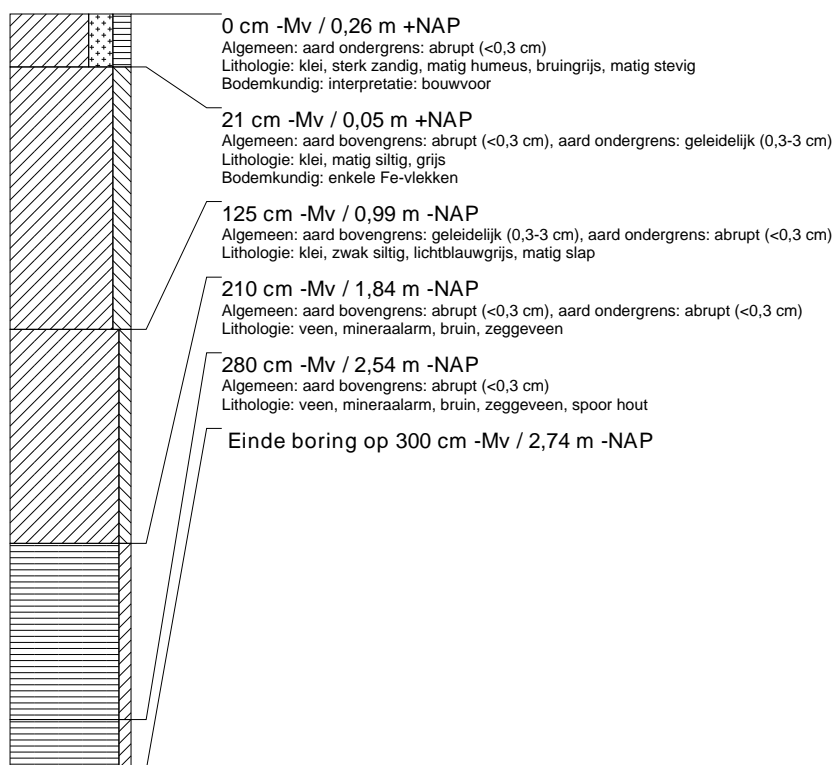 0 cm -Mv / 0,26 m +NAP
Algemeen: aard ondergrens: abrupt (<0,3 cm)
Lithologie: klei, sterk zandig, matig humeus, bruingrijs, matig stevig
Bodemkundig: interpretatie: bouwvoor
21 cm -Mv / 0,05 m +NAP
Algemeen: aard bovengrens: abrupt (<0,3 cm), aard ondergrens: geleidelijk (0,3-3 cm)
Lithologie: klei, matig siltig, grijs
Bodemkundig: enkele Fe-vlekken
125 cm -Mv / 0,99 m -NAP
Algemeen: aard bovengrens: geleidelijk (0,3-3 cm), aard ondergrens: abrupt (<0,3 cm)
Lithologie: klei, zwak siltig, lichtblauwgrijs, matig slap
210 cm -Mv / 1,84 m -NAP
Algemeen: aard bovengrens: abrupt (<0,3 cm), aard ondergrens: abrupt (<0,3 cm)
Lithologie: veen, mineraalarm, bruin, zeggeveen
280 cm -Mv / 2,54 m -NAP
Algemeen: aard bovengrens: abrupt (<0,3 cm)
Lithologie: veen, mineraalarm, bruin, zeggeveen, spoor hout
Einde boring op 300 cm -Mv / 2,74 m -NAP